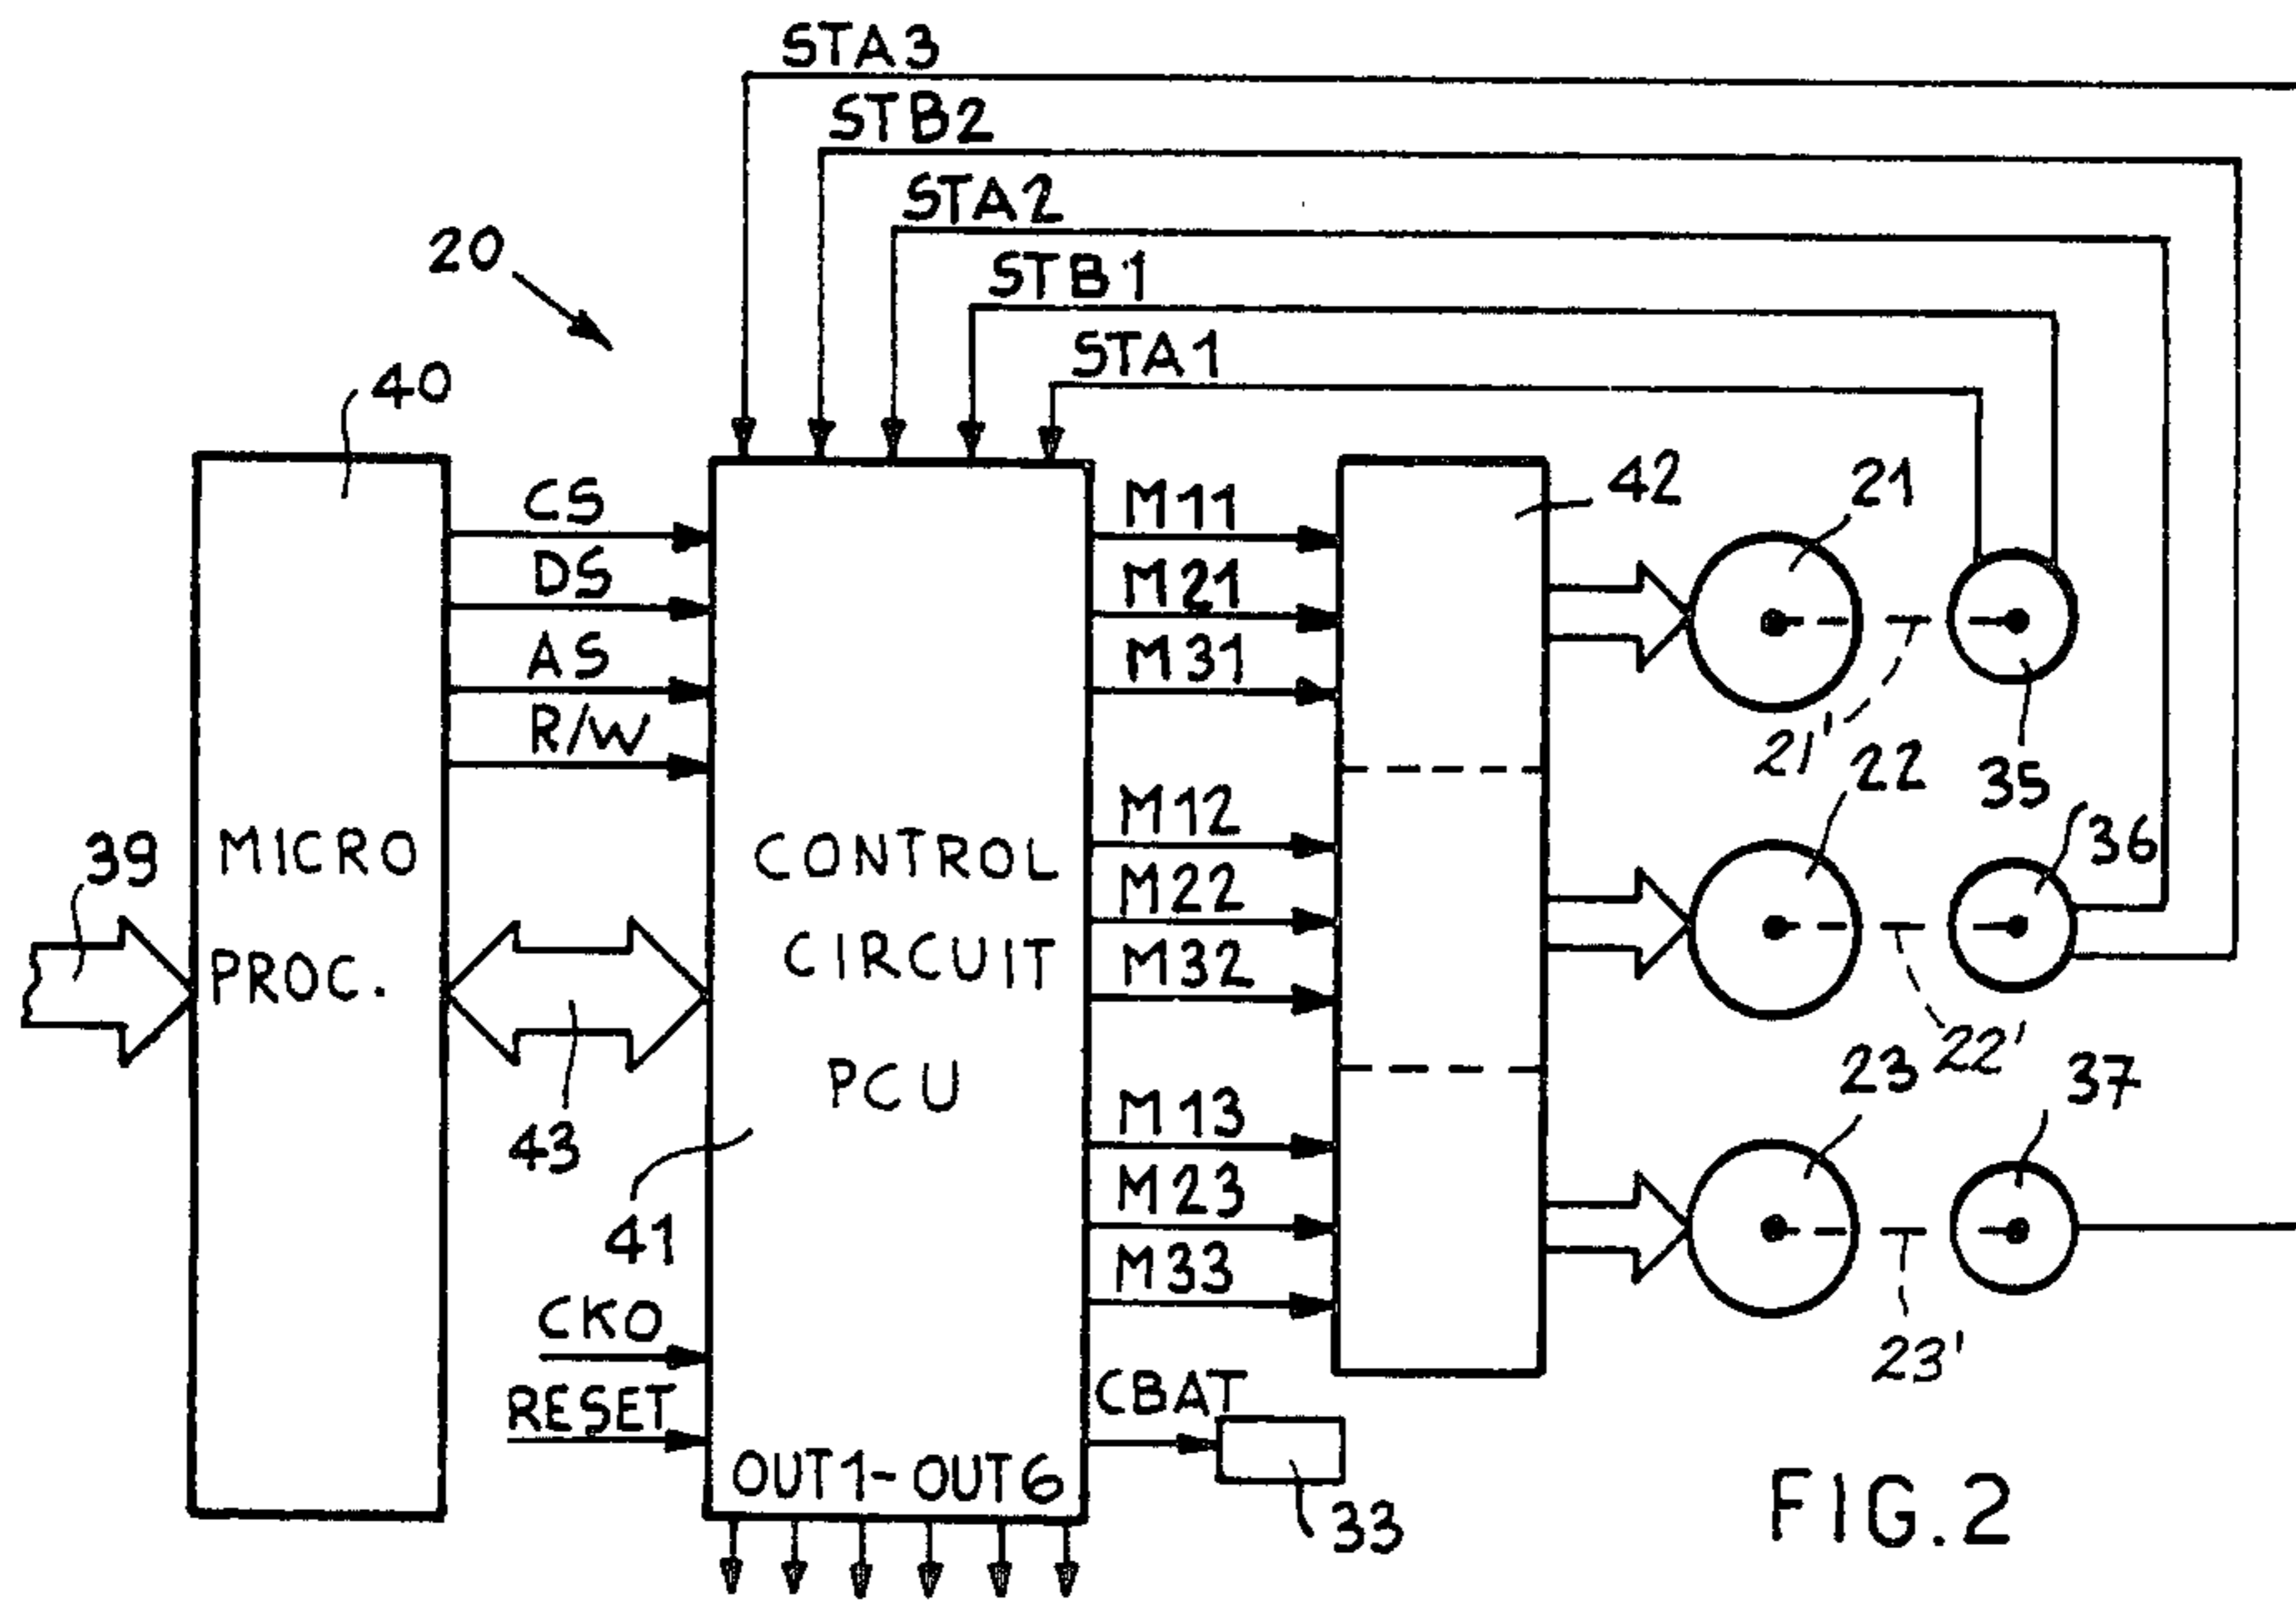 STA3
STB2
STA2
STB1
STA1
20
40
42
21
CS
DS
AS
R/W
M11
M21
M31
21'
22
35
36
39
MICRO
PROC.
CONTROL
CIRCUIT
PCU
M12
M22
M32
22'
23
37
43
41
M13
M23
M33
23'
CKO
RESET
CBAT
OUT1-OUT6
33
FIG.2